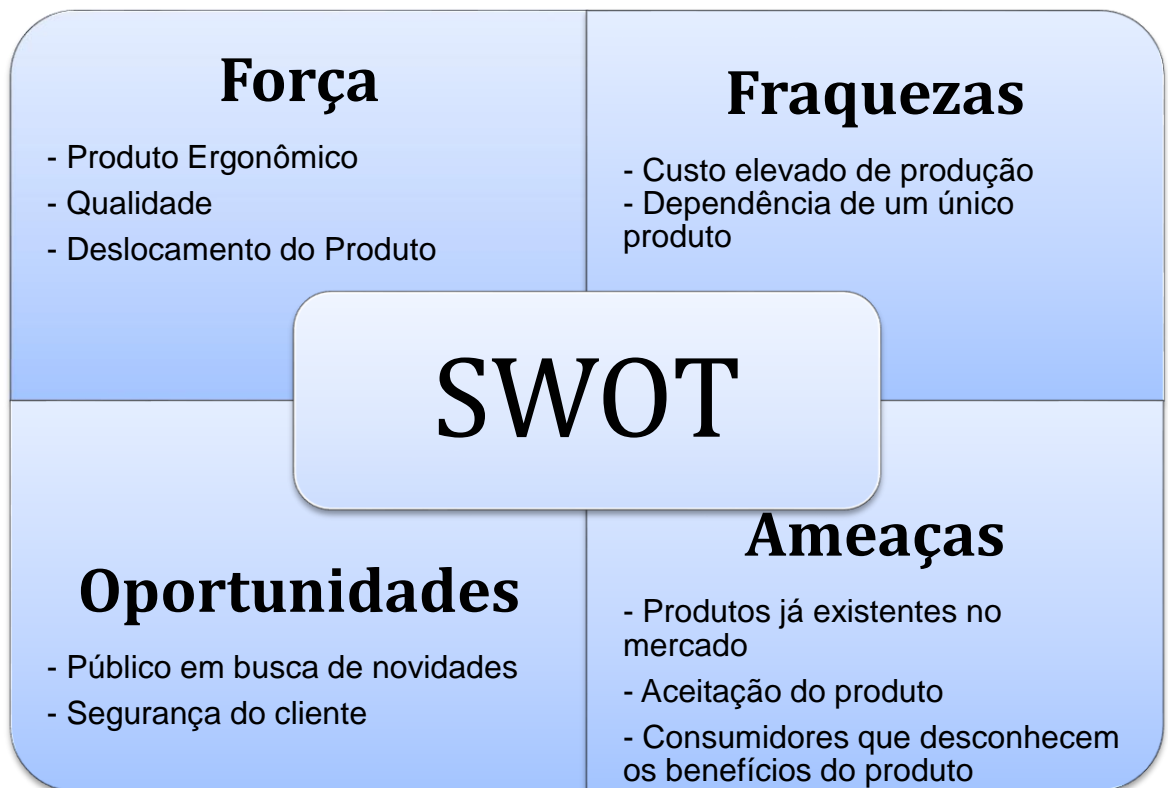 Força
- Produto Ergonômico
- Qualidade
- Deslocamento do Produto
Fraquezas
- Custo elevado de produção
- Dependência de um único
produto
SWOT
Oportunidades
- Público em busca de novidades
- Segurança do cliente
Ameaças
- Produtos já existentes no
mercado
- Aceitação do produto
- Consumidores que desconhecem
os benefícios do produto